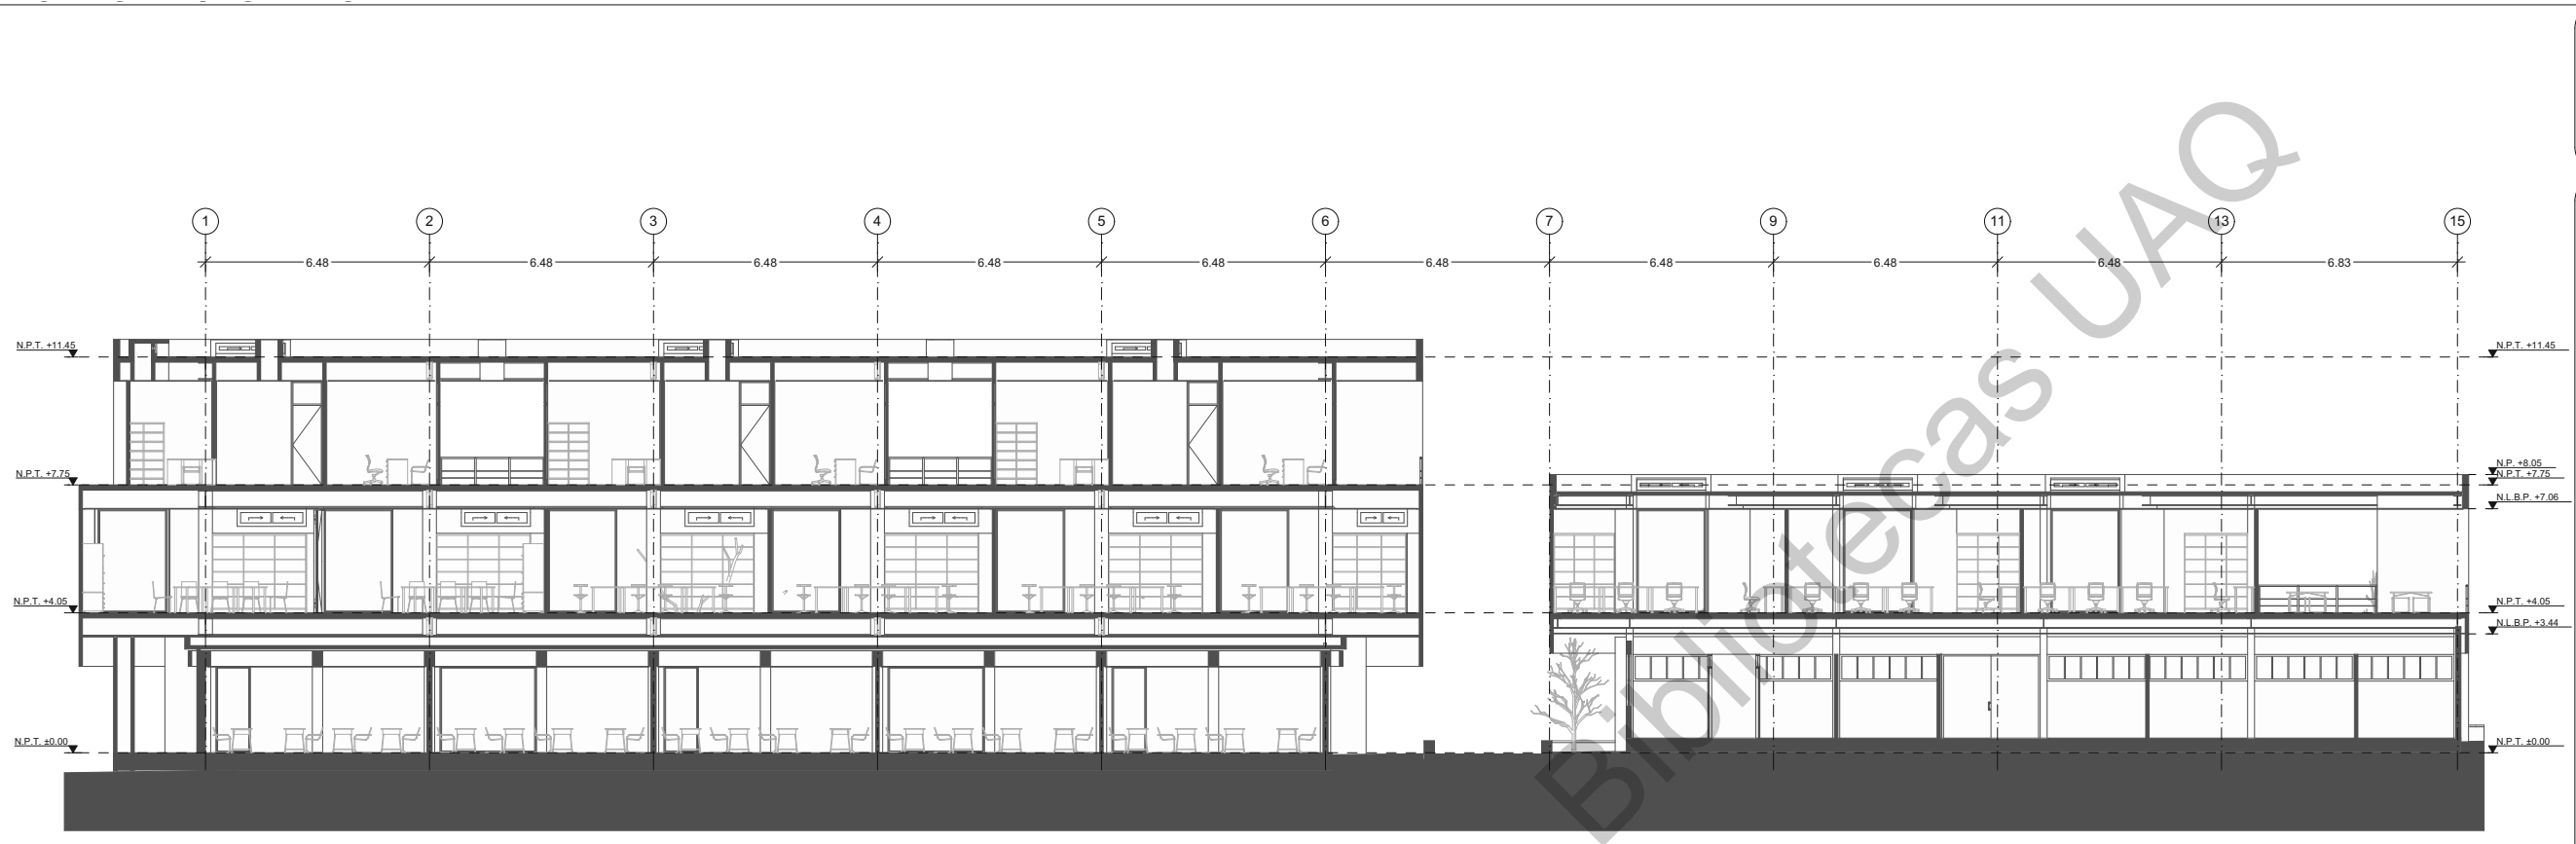 1 2 3 4 5 6 7 9 11 13 15
6.48 6.48 6.48 6.48 6.48 6.48 6.48 6.48 6.48 6.83
N.P.T. +11.45
N.P.T. +11.45
N.P.T. +7.75
N.P. +8.05
N.P.T. +7.75
N.L.B.P. +7.06
N.P.T. +4.05
N.P.T. +4.05
N.L.B.P. +3.44
N.P.T. ±0.00
N.P.T. ±0.00
Bibliotecas UAQ